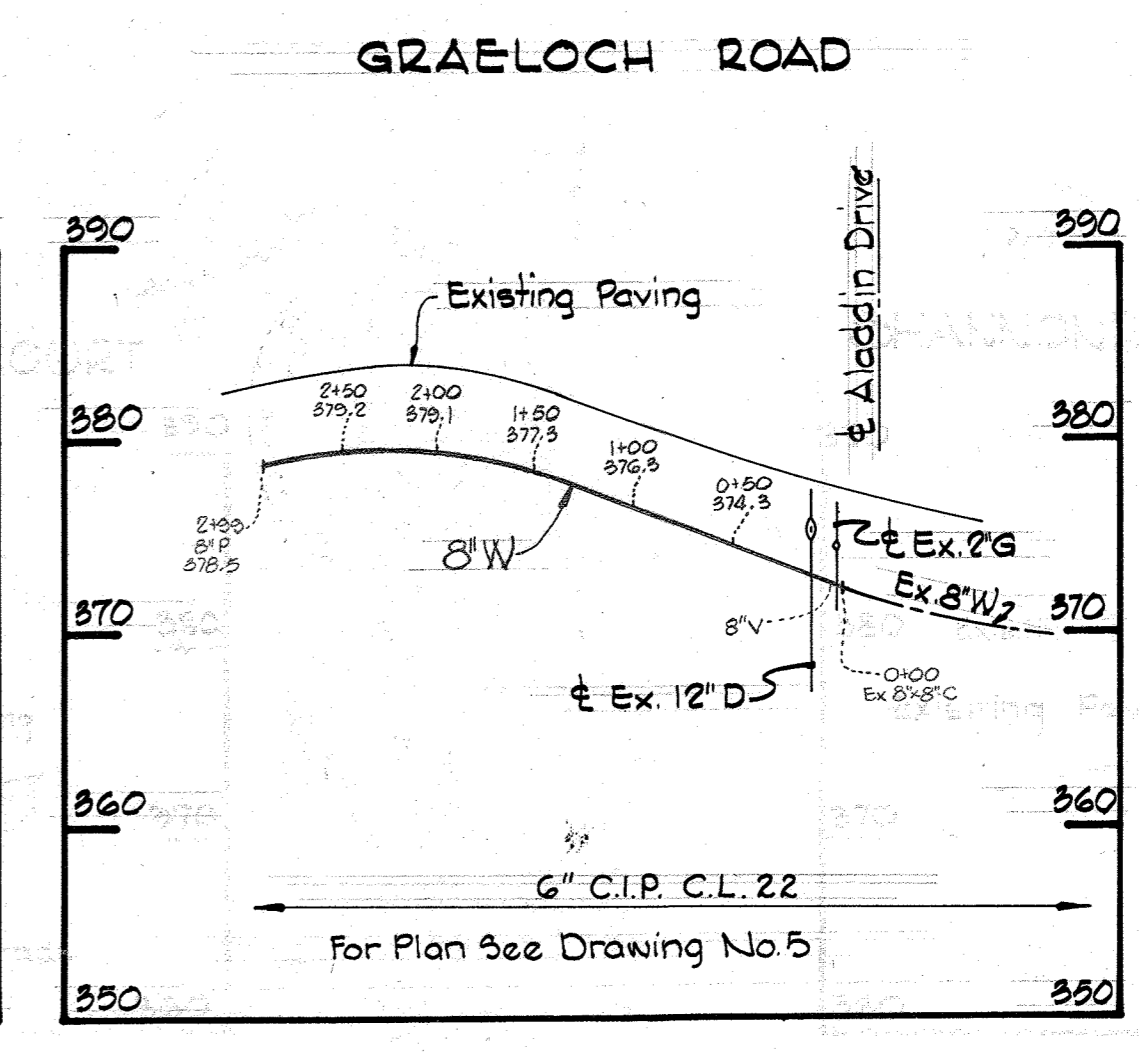 GRAELOCH ROAD
390
390
℄ Aladdin Drive
Existing Paving
380
380
2+50
379.2
2+00
379.1
1+50
377.3
1+00
376.3
0+50
374.3
2+99
8"P
378.5
8"W
℄ Ex. 2"G
Ex. 8"W
370
370
8"V
℄ Ex. 12"D
0+00
Ex 8"x8"C
360
360
6" C.I.P. C.L. 22
For Plan See Drawing No. 5
350
350